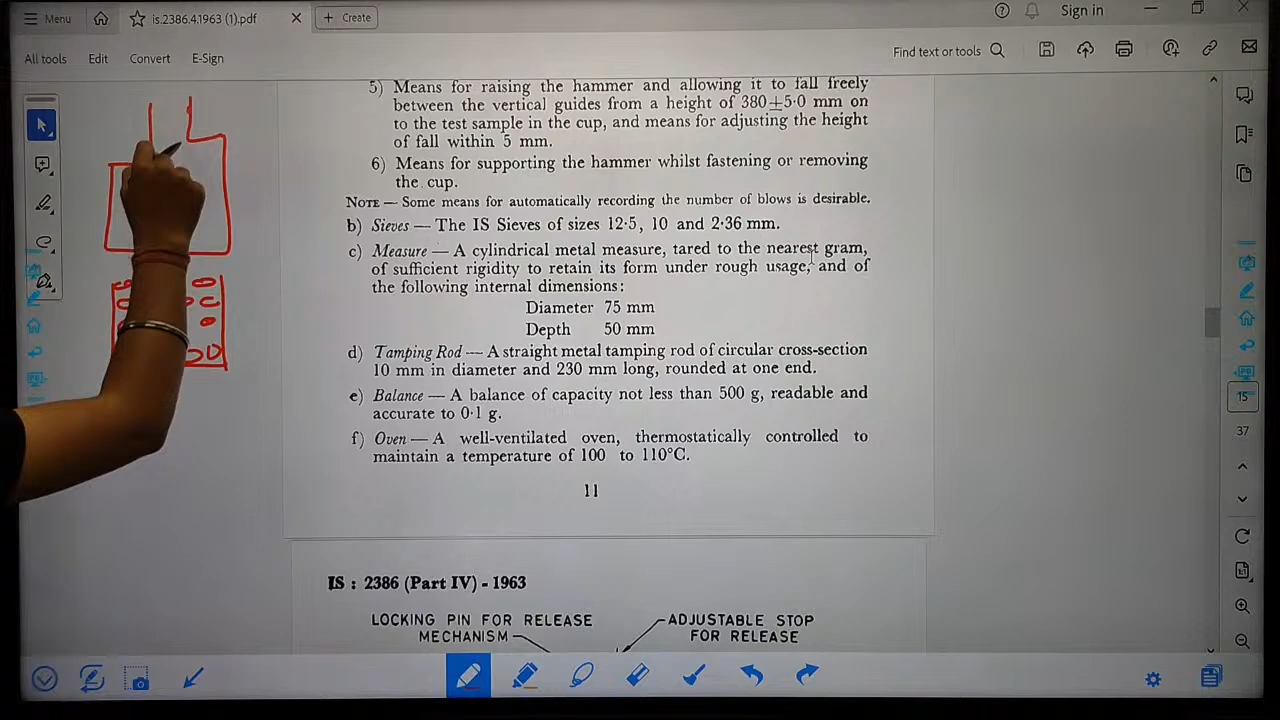 Menu
is.2386.4.1963 (1).pdf
Create
Sign in
All tools Edit Convert E-Sign
Find text or tools
5) Means for raising the hammer and allowing it to fall freely
between the vertical guides from a height of 380±5·0 mm on
to the test sample in the cup, and means for adjusting the height
of fall within 5 mm.
6) Means for supporting the hammer whilst fastening or removing
the cup.
NOTE — Some means for automatically recording the number of blows is desirable.
b) Sieves — The IS Sieves of sizes 12·5, 10 and 2·36 mm.
c) Measure — A cylindrical metal measure, tared to the nearest gram,
of sufficient rigidity to retain its form under rough usage, and of
the following internal dimensions:
Diameter 75 mm
Depth 50 mm
d) Tamping Rod — A straight metal tamping rod of circular cross-section
10 mm in diameter and 230 mm long, rounded at one end.
e) Balance — A balance of capacity not less than 500 g, readable and
accurate to 0·1 g.
f) Oven — A well-ventilated oven, thermostatically controlled to
maintain a temperature of 100 to 110°C.
11
IS : 2386 (Part IV) - 1963
LOCKING PIN FOR RELEASE
MECHANISM
ADJUSTABLE STOP
FOR RELEASE
15
37
1:1